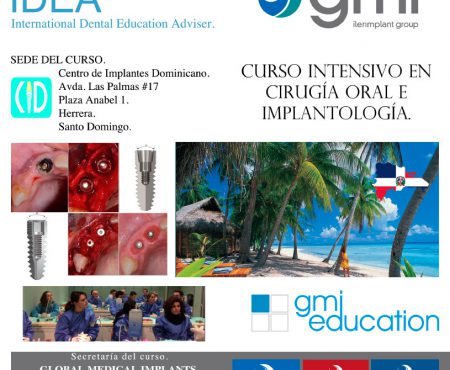 IDEA
International Dental Education Adviser.
gmi
ilerimplant group
SEDE DEL CURSO.
CID
Centro de Implantes Dominicano.
Avda. Las Palmas #17
Plaza Anabel 1.
Herrera.
Santo Domingo.
CURSO INTENSIVO EN
CIRUGÍA ORAL E
IMPLANTOLOGÍA.
gmi
education
Secretaría del curso.
GLOBAL MEDICAL IMPLANTS